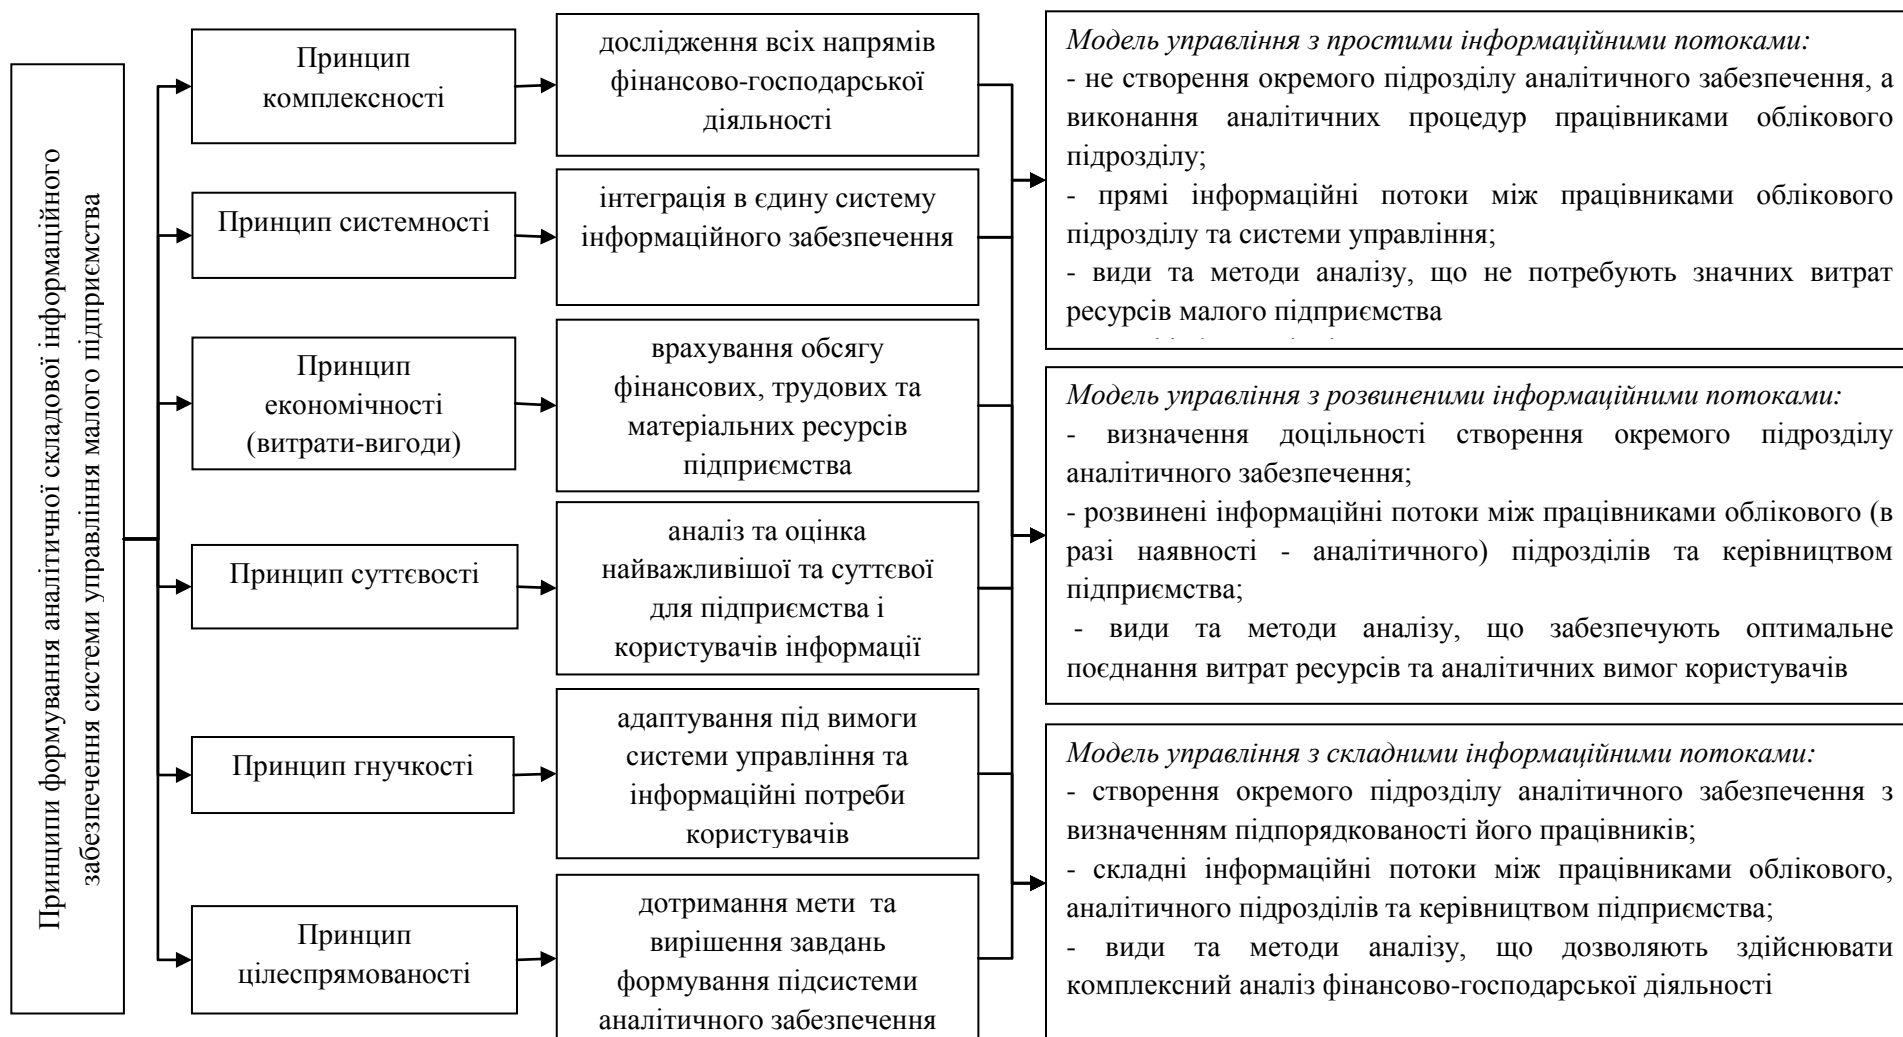 Принципи формування аналітичної складової інформаційного
забезпечення системи управління малого підприємства
Принцип
комплексності
дослідження всіх напрямів
фінансово-господарської
діяльності
Принцип системності
інтеграція в єдину систему
інформаційного забезпечення
Принцип
економічності
(витрати-вигоди)
врахування обсягу
фінансових, трудових та
матеріальних ресурсів
підприємства
Принцип суттєвості
аналіз та оцінка
найважливішої та суттєвої
для підприємства і
користувачів інформації
Принцип гнучкості
адаптування під вимоги
системи управління та
інформаційні потреби
користувачів
Принцип
цілеспрямованості
дотримання мети та
вирішення завдань
формування підсистеми
аналітичного забезпечення
Модель управління з простими інформаційними потоками:
- не створення окремого підрозділу аналітичного забезпечення, а
виконання аналітичних процедур працівниками облікового
підрозділу;
- прямі інформаційні потоки між працівниками облікового
підрозділу та системи управління;
- види та методи аналізу, що не потребують значних витрат
ресурсів малого підприємства
Модель управління з розвиненими інформаційними потоками:
- визначення доцільності створення окремого підрозділу
аналітичного забезпечення;
- розвинені інформаційні потоки між працівниками облікового (в
разі наявності - аналітичного) підрозділів та керівництвом
підприємства;
- види та методи аналізу, що забезпечують оптимальне
поєднання витрат ресурсів та аналітичних вимог користувачів
Модель управління з складними інформаційними потоками:
- створення окремого підрозділу аналітичного забезпечення з
визначенням підпорядкованості його працівників;
- складні інформаційні потоки між працівниками облікового,
аналітичного підрозділів та керівництвом підприємства;
- види та методи аналізу, що дозволяють здійснювати
комплексний аналіз фінансово-господарської діяльності